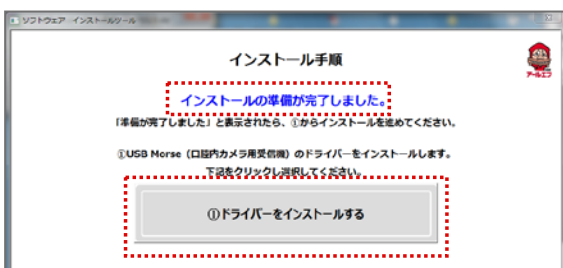 ソフトウェア インストールツール
インストール手順
アールエフ
インストールの準備が完了しました。
「準備が完了しました」と表示されたら、①からインストールを進めてください。
①USB Morse（口腔内カメラ用受信機）のドライバーをインストールします。
下記をクリックし選択してください。
①ドライバーをインストールする